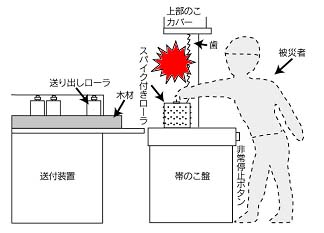 上部のこ
カバー
歯
被災者
スパイク付きローラ
送り出しローラ
木材
非常停止ボタン
送付装置
帯のこ盤